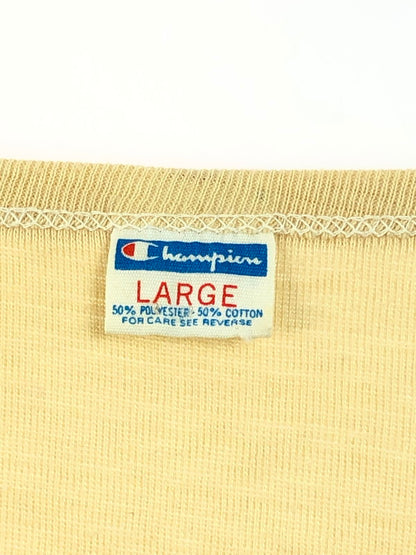 Champion
LARGE
50% POLYESTER · 50% COTTON
FOR CARE SEE REVERSE